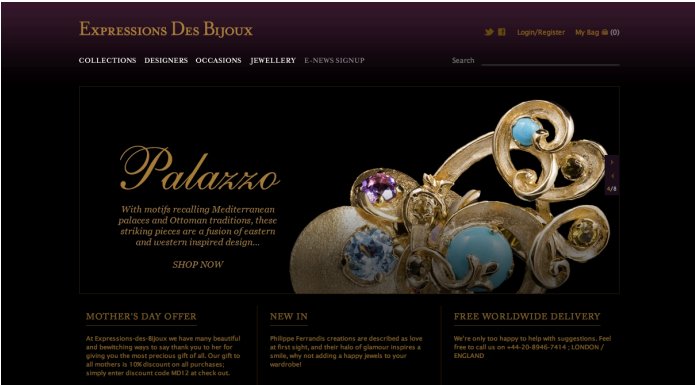 EXPRESSIONS DES BIJOUX
Login/Register My Bag (0)
COLLECTIONS DESIGNERS OCCASIONS JEWELLERY E-NEWS SIGNUP
Search
Palazzo
With motifs recalling Mediterranean
palaces and Ottoman traditions, these
striking pieces are a fusion of eastern
and western inspired design...
SHOP NOW
4/8
MOTHER'S DAY OFFER
At Expressions-des-Bijoux we have many beautiful
and bewitching ways to say thank you to her for
giving you the most precious gift of all. Our gift to
all mothers is 10% discount on all purchases;
simply enter discount code MD12 at check out.
NEW IN
Philippe Ferrandis creations are described as love
at first sight, and their halo of glamour inspires a
smile, why not adding a happy jewels to your
wardrobe!
FREE WORLDWIDE DELIVERY
We're only too happy to help with suggestions. Feel
free to call us on +44-20-8946-7414 ; LONDON /
ENGLAND